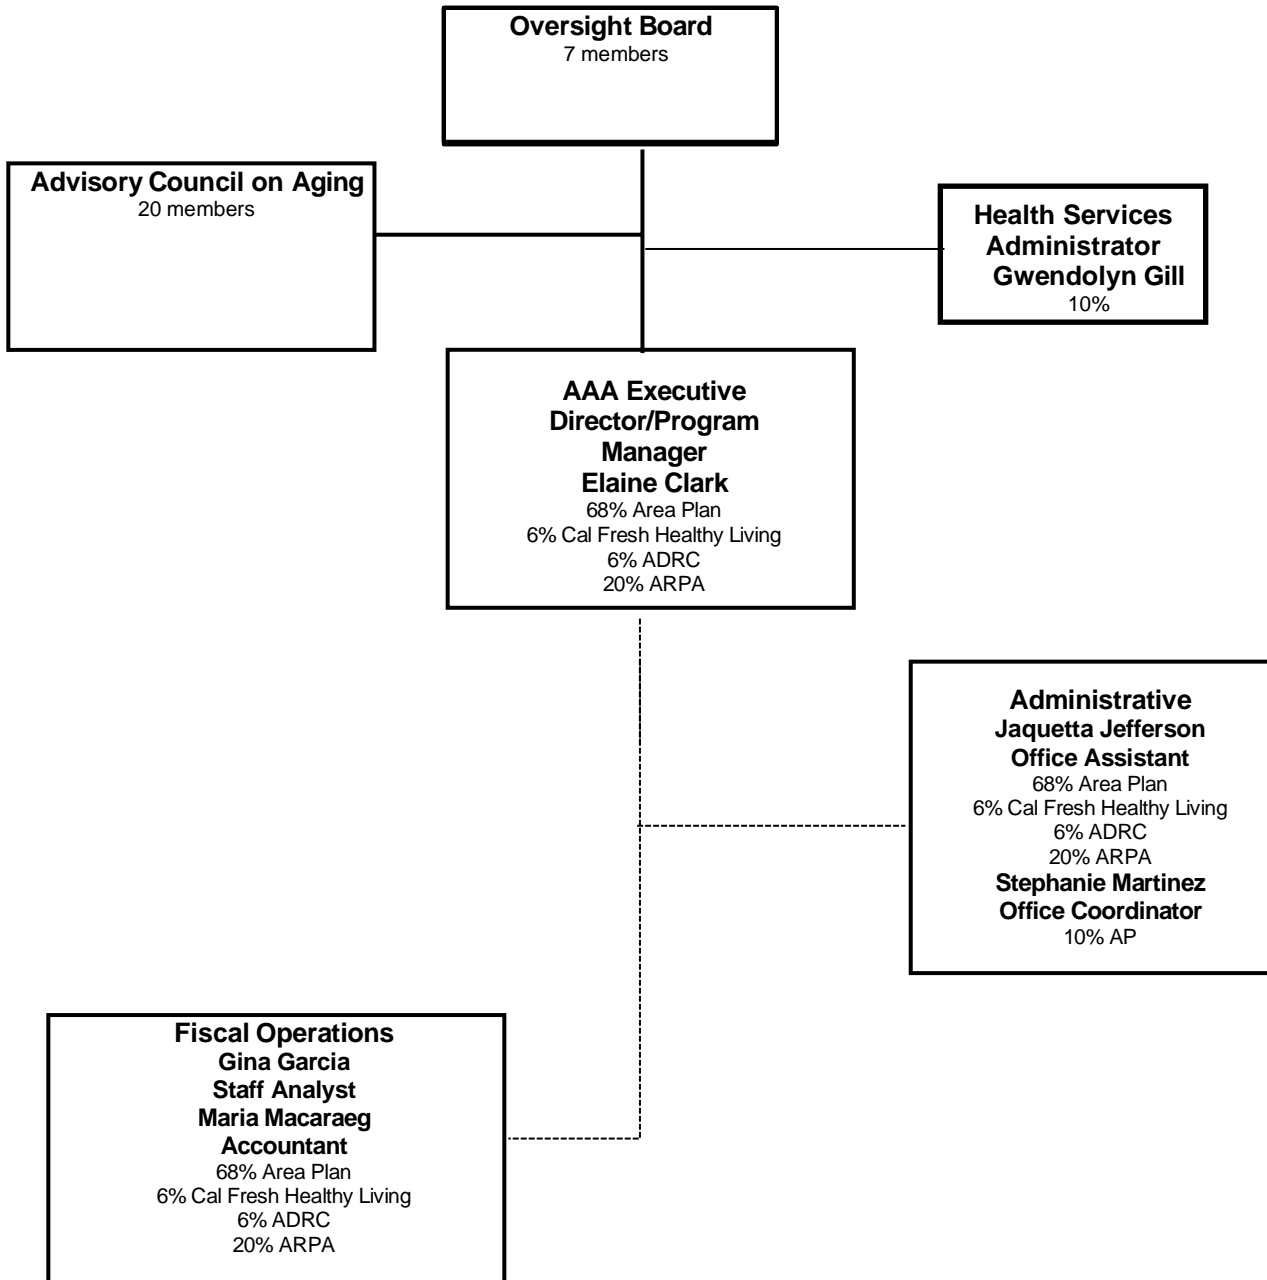 Oversight Board
7 members
Advisory Council on Aging
20 members
Health Services
Administrator
Gwendolyn Gill
10%
AAA Executive
Director/Program
Manager
Elaine Clark
68% Area Plan
6% Cal Fresh Healthy Living
6% ADRC
20% ARPA
Administrative
Jaquetta Jefferson
Office Assistant
68% Area Plan
6% Cal Fresh Healthy Living
6% ADRC
20% ARPA
Stephanie Martinez
Office Coordinator
10% AP
Fiscal Operations
Gina Garcia
Staff Analyst
Maria Macaraeg
Accountant
68% Area Plan
6% Cal Fresh Healthy Living
6% ADRC
20% ARPA